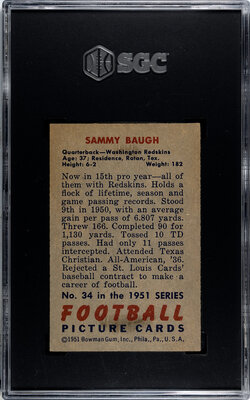 SGC
SAMMY BAUGH
Quarterback—Washington Redskins
Age: 37; Residence, Rotan, Tex.
Height: 6-2 Weight: 182
Now in 15th pro year—all of
them with Redskins. Holds a
flock of lifetime, season and
game passing records. Stood
9th in 1950, with an average
gain per pass of 6.807 yards.
Threw 166. Completed 90 for
1,130 yards. Tossed 10 TD
passes. Had only 11 passes
intercepted. Attended Texas
Christian. All-American, '36.
Rejected a St. Louis Cards'
baseball contract to make a
career of football.
No. 34 in the 1951 SERIES
FOOTBALL
PICTURE CARDS
©1951 Bowman Gum, Inc., Phila., Pa., U.S.A.